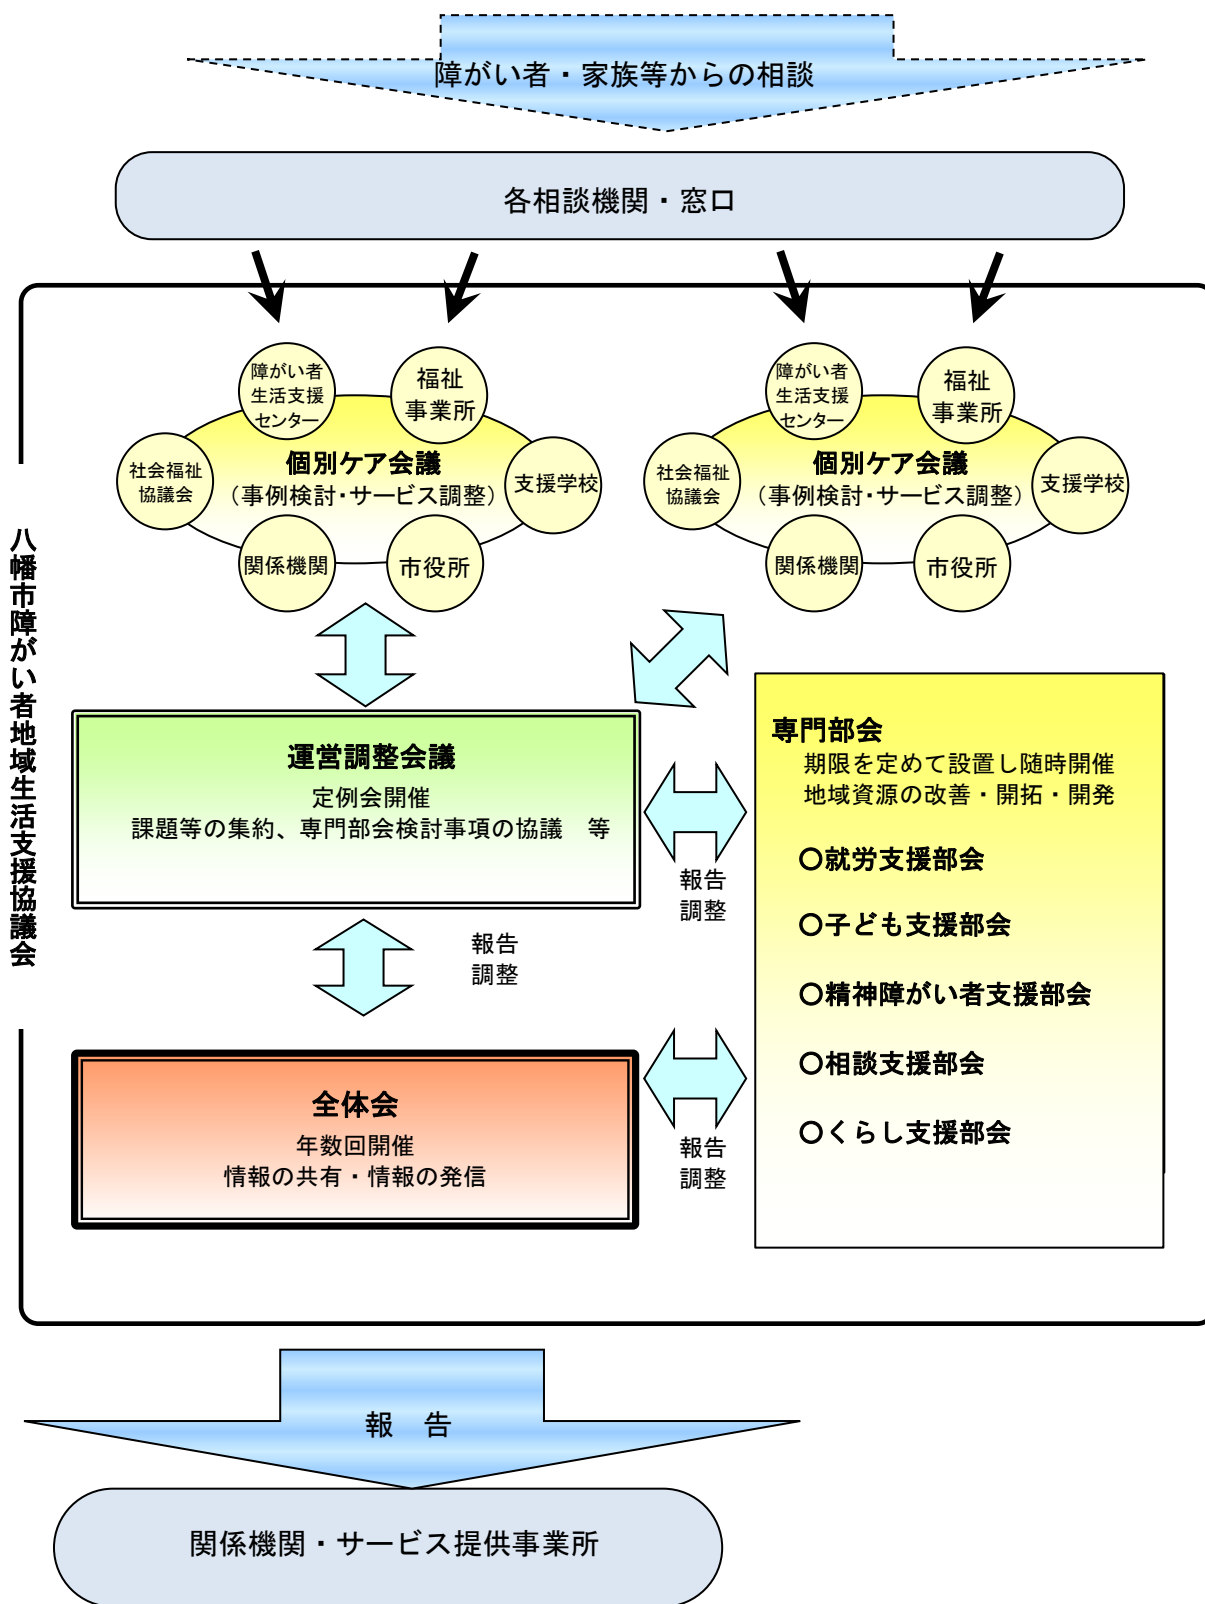 障がい者・家族等からの相談
各相談機関・窓口
障がい者
生活支援
センター
福祉
事業所
社会福祉
協議会
個別ケア会議
（事例検討・サービス調整）
支援学校
関係機関
市役所
障がい者
生活支援
センター
福祉
事業所
社会福祉
協議会
個別ケア会議
（事例検討・サービス調整）
支援学校
関係機関
市役所
八幡市障がい者地域生活支援協議会
運営調整会議
定例会開催
課題等の集約、専門部会検討事項の協議　等
報告
調整
専門部会
期限を定めて設置し随時開催
地域資源の改善・開拓・開発
○就労支援部会
○子ども支援部会
○精神障がい者支援部会
○相談支援部会
○くらし支援部会
報告
調整
全体会
年数回開催
情報の共有・情報の発信
報告
調整
報　告
関係機関・サービス提供事業所